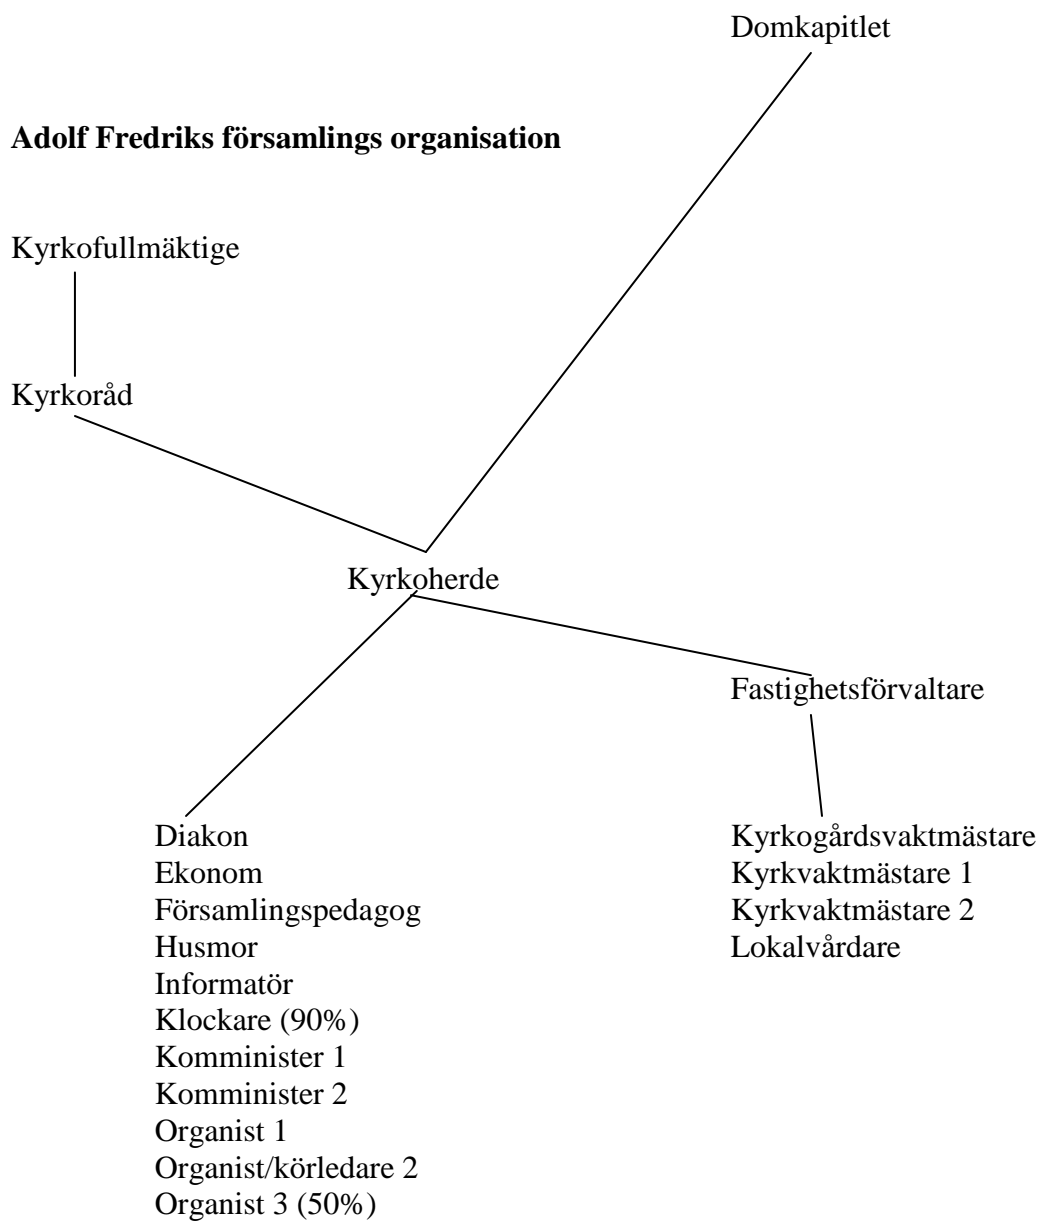 Domkapitlet
Adolf Fredriks församlings organisation
Kyrkofullmäktige
Kyrkoråd
Kyrkoherde
Fastighetsförvaltare
Diakon
Ekonom
Församlingspedagog
Husmor
Informatör
Klockare (90%)
Komminister 1
Komminister 2
Organist 1
Organist/körledare 2
Organist 3 (50%)
Kyrkogårdsvaktmästare
Kyrkvaktmästare 1
Kyrkvaktmästare 2
Lokalvårdare